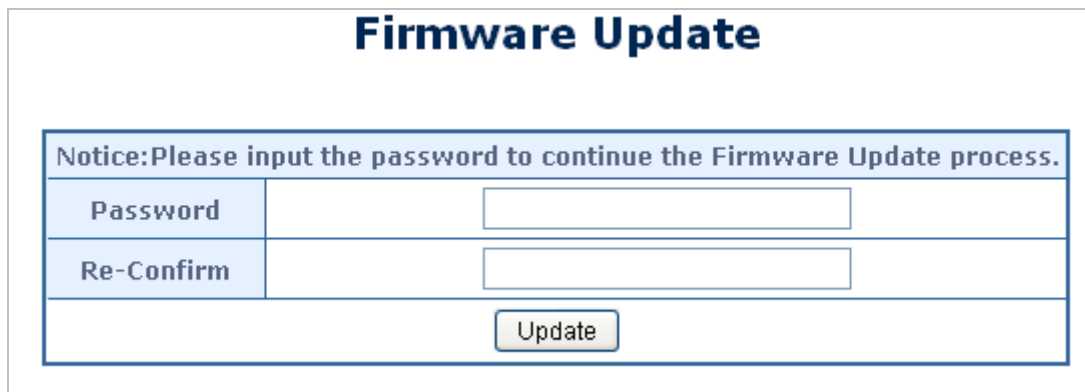 Firmware Update
Notice:Please input the password to continue the Firmware Update process.
Password
Re-Confirm
Update